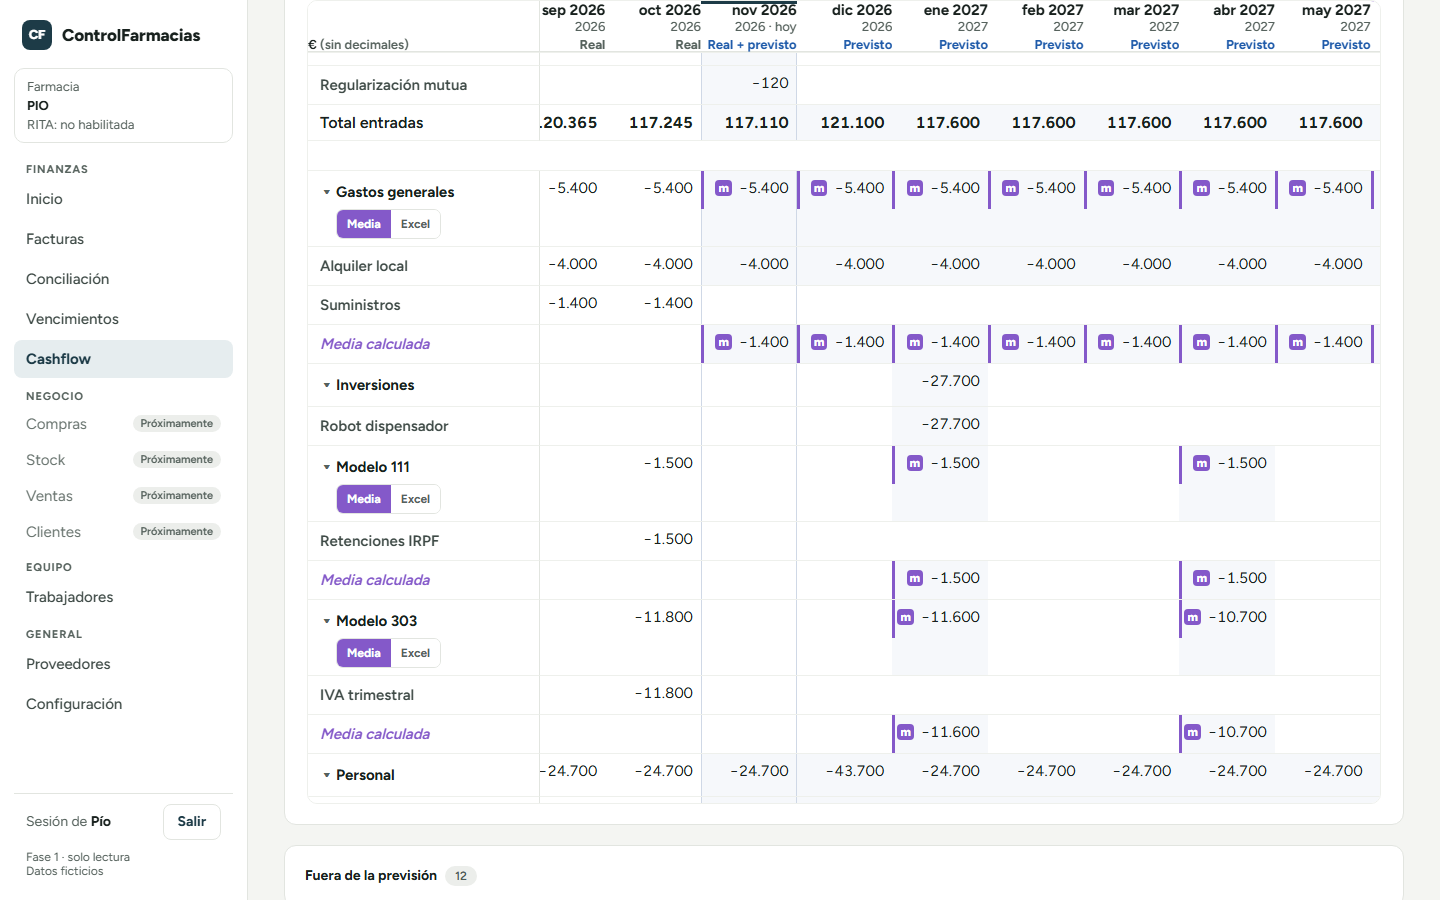 CF ControlFarmacias
Farmacia
PIO
RITA: no habilitada
FINANZAS
Inicio
Facturas
Conciliación
Vencimientos
Cashflow
NEGOCIO
Compras Próximamente
Stock Próximamente
Ventas Próximamente
Clientes Próximamente
EQUIPO
Trabajadores
GENERAL
Proveedores
Configuración
Sesión de Pío Salir
Fase 1 · solo lectura
Datos ficticios
sep 2026 oct 2026 nov 2026 dic 2026 ene 2027 feb 2027 mar 2027 abr 2027 may 2027
2026 2026 2026 · hoy 2026 2027 2027 2027 2027 2027
€ (sin decimales) Real Real Real + previsto Previsto Previsto Previsto Previsto Previsto Previsto
Regularización mutua −120
Total entradas .20.365 117.245 117.110 121.100 117.600 117.600 117.600 117.600 117.600
Gastos generales −5.400 −5.400 m −5.400 m −5.400 m −5.400 m −5.400 m −5.400 m −5.400 m −5.400
Media Excel
Alquiler local −4.000 −4.000 −4.000 −4.000 −4.000 −4.000 −4.000 −4.000 −4.000
Suministros −1.400 −1.400
Media calculada m −1.400 m −1.400 m −1.400 m −1.400 m −1.400 m −1.400 m −1.400
Inversiones −27.700
Robot dispensador −27.700
Modelo 111 −1.500 m −1.500 m −1.500
Media Excel
Retenciones IRPF −1.500
Media calculada m −1.500 m −1.500
Modelo 303 −11.800 m −11.600 m −10.700
Media Excel
IVA trimestral −11.800
Media calculada m −11.600 m −10.700
Personal −24.700 −24.700 −24.700 −43.700 −24.700 −24.700 −24.700 −24.700 −24.700
Fuera de la previsión 12